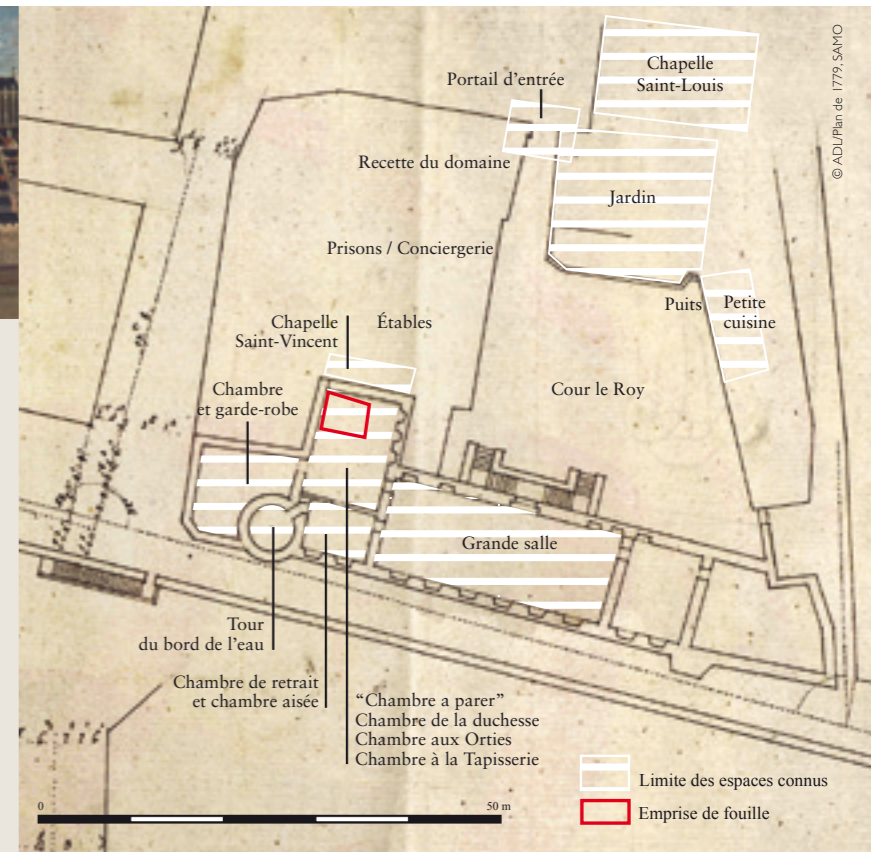 © ADL/Plan de 1779, SAMO
Chapelle
Saint-Louis
Portail d'entrée
Recette du domaine
Jardin
Prisons / Conciergerie
Puits
Petite
cuisine
Chapelle
Saint-Vincent
Étables
Chambre
et garde-robe
Cour le Roy
Grande salle
Tour
du bord de l'eau
Chambre de retrait
et chambre aisée
“Chambre a parer”
Chambre de la duchesse
Chambre aux Orties
Chambre à la Tapisserie
Limite des espaces connus
Emprise de fouille
0
50 m